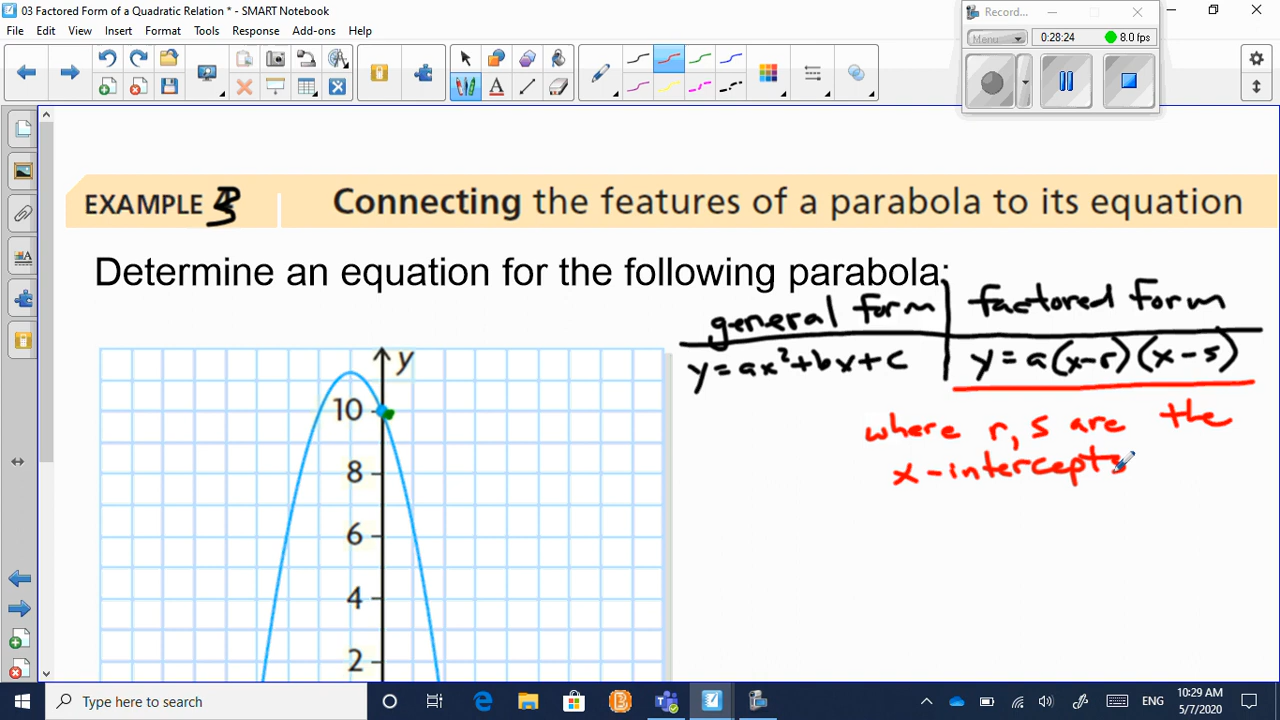 03 Factored Form of a Quadratic Relation * - SMART Notebook
Record...
File Edit View Insert Format Tools Response Add-ons Help
Menu
0:28:24
8.0 fps
EXAMPLE
Connecting the features of a parabola to its equation
Determine an equation for the following parabola:
general form
factored form
y=ax²+bx+c
y=a(x-r)(x-s)
where r, s are the
x-intercepts
y
10
8
6
4
2
Type here to search
ENG
10:29 AM
5/7/2020